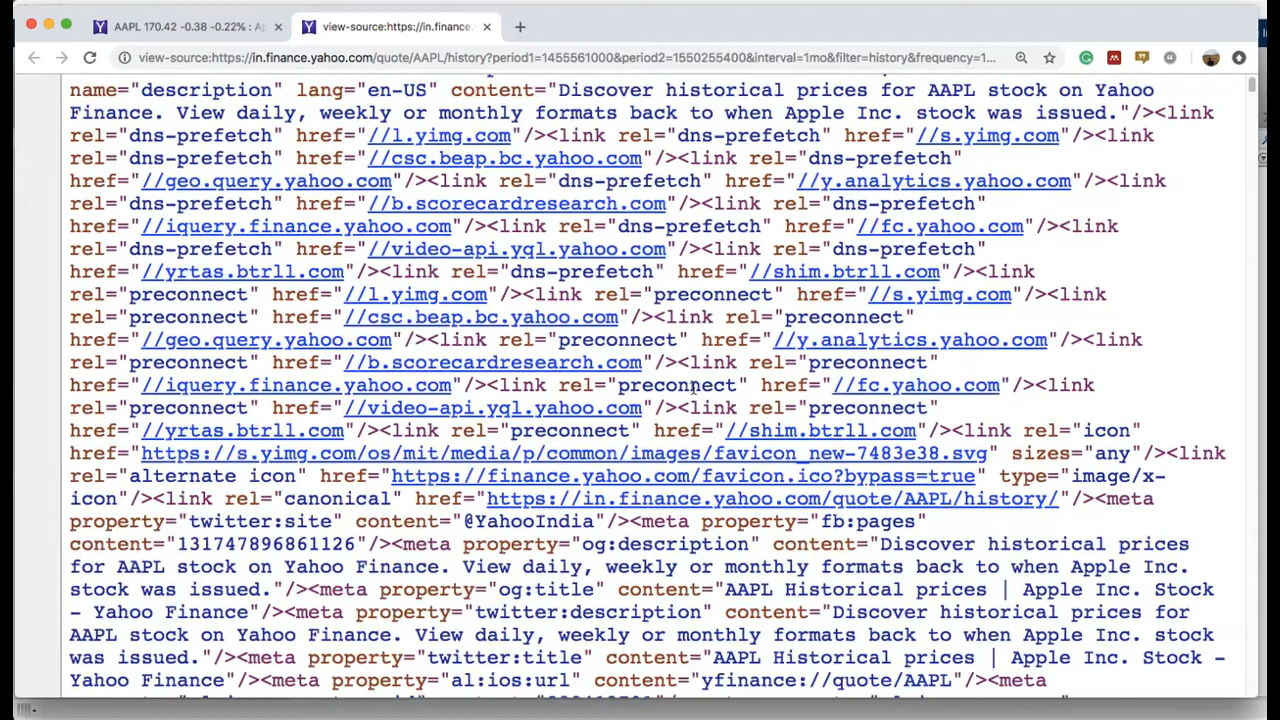 AAPL 170.42 -0.38 -0.22% : A
view-source:https://in.finance.
view-source:https://in.finance.yahoo.com/quote/AAPL/history?period1=1455561000&period2=1550255400&interval=1mo&filter=history&frequency=1...
name="description" lang="en-US" content="Discover historical prices for AAPL stock on Yahoo
Finance. View daily, weekly or monthly formats back to when Apple Inc. stock was issued."/><link
rel="dns-prefetch" href="//l.yimg.com"/><link rel="dns-prefetch" href="//s.yimg.com"/><link
rel="dns-prefetch" href="//csc.beap.bc.yahoo.com"/><link rel="dns-prefetch"
href="//geo.query.yahoo.com"/><link rel="dns-prefetch" href="//y.analytics.yahoo.com"/><link
rel="dns-prefetch" href="//b.scorecardresearch.com"/><link rel="dns-prefetch"
href="//iquery.finance.yahoo.com"/><link rel="dns-prefetch" href="//fc.yahoo.com"/><link
rel="dns-prefetch" href="//video-api.yql.yahoo.com"/><link rel="dns-prefetch"
href="//yrtas.btrll.com"/><link rel="dns-prefetch" href="//shim.btrll.com"/><link
rel="preconnect" href="//l.yimg.com"/><link rel="preconnect" href="//s.yimg.com"/><link
rel="preconnect" href="//csc.beap.bc.yahoo.com"/><link rel="preconnect"
href="//geo.query.yahoo.com"/><link rel="preconnect" href="//y.analytics.yahoo.com"/><link
rel="preconnect" href="//b.scorecardresearch.com"/><link rel="preconnect"
href="//iquery.finance.yahoo.com"/><link rel="preconnect" href="//fc.yahoo.com"/><link
rel="preconnect" href="//video-api.yql.yahoo.com"/><link rel="preconnect"
href="//yrtas.btrll.com"/><link rel="preconnect" href="//shim.btrll.com"/><link rel="icon"
href="https://s.yimg.com/os/mit/media/p/common/images/favicon_new-7483e38.svg" sizes="any"/><link
rel="alternate icon" href="https://finance.yahoo.com/favicon.ico?bypass=true" type="image/x-
icon"/><link rel="canonical" href="https://in.finance.yahoo.com/quote/AAPL/history/"/><meta
property="twitter:site" content="@YahooIndia"/><meta property="fb:pages"
content="131747896861126"/><meta property="og:description" content="Discover historical prices
for AAPL stock on Yahoo Finance. View daily, weekly or monthly formats back to when Apple Inc.
stock was issued."/><meta property="og:title" content="AAPL Historical prices | Apple Inc. Stock
- Yahoo Finance"/><meta property="twitter:description" content="Discover historical prices for
AAPL stock on Yahoo Finance. View daily, weekly or monthly formats back to when Apple Inc. stock
was issued."/><meta property="twitter:title" content="AAPL Historical prices | Apple Inc. Stock -
Yahoo Finance"/><meta property="al:ios:url" content="yfinance://quote/AAPL"/><meta